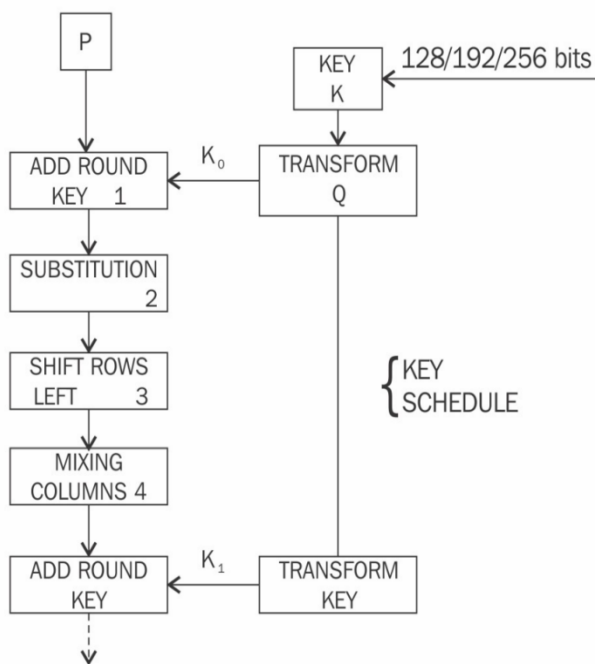 P
KEY
K
128/192/256 bits
ADD ROUND
KEY 1
K₀
TRANSFORM
Q
SUBSTITUTION
2
SHIFT ROWS
LEFT 3
{KEY
SCHEDULE
MIXING
COLUMNS 4
ADD ROUND
KEY
K₁
TRANSFORM
KEY